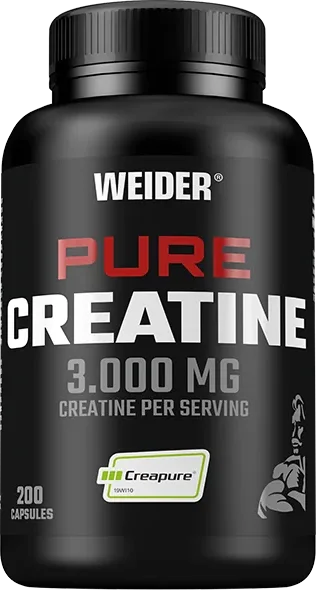 WEIDER®
PURE
CREATINE
3.000 MG
CREATINE PER SERVING
Creapure®
200
CAPSULES